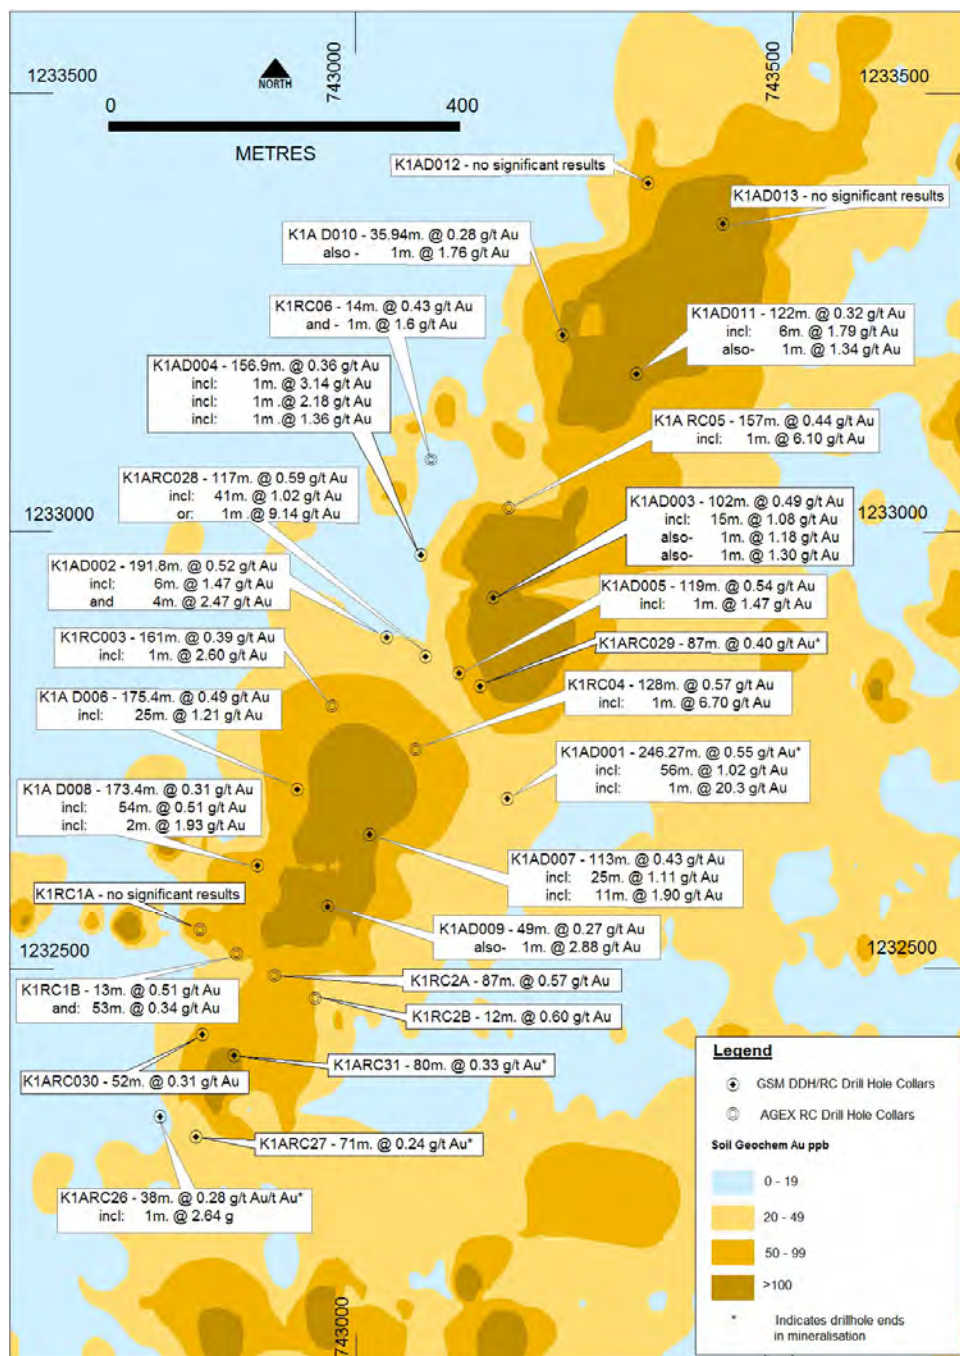 1233500
743000
743500
1233500
NORTH
0
400
METRES
K1AD012 - no significant results
K1AD013 - no significant results
K1A D010 - 35.94m. @ 0.28 g/t Au
also - 1m. @ 1.76 g/t Au
K1RC06 - 14m. @ 0.43 g/t Au
and - 1m. @ 1.6 g/t Au
K1AD011 - 122m. @ 0.32 g/t Au
incl: 6m. @ 1.79 g/t Au
also- 1m. @ 1.34 g/t Au
K1AD004 - 156.9m. @ 0.36 g/t Au
incl: 1m. @ 3.14 g/t Au
incl: 1m .@ 2.18 g/t Au
incl: 1m .@ 1.36 g/t Au
K1A RC05 - 157m. @ 0.44 g/t Au
incl: 1m. @ 6.10 g/t Au
K1ARC028 - 117m. @ 0.59 g/t Au
incl: 41m. @ 1.02 g/t Au
or: 1m .@ 9.14 g/t Au
1233000
1233000
K1AD003 - 102m. @ 0.49 g/t Au
incl: 15m. @ 1.08 g/t Au
also- 1m. @ 1.18 g/t Au
also- 1m. @ 1.30 g/t Au
K1AD002 - 191.8m. @ 0.52 g/t Au
incl: 6m. @ 1.47 g/t Au
and 4m. @ 2.47 g/t Au
K1AD005 - 119m. @ 0.54 g/t Au
incl: 1m. @ 1.47 g/t Au
K1RC003 - 161m. @ 0.39 g/t Au
incl: 1m. @ 2.60 g/t Au
K1ARC029 - 87m. @ 0.40 g/t Au*
K1A D006 - 175.4m. @ 0.49 g/t Au
incl: 25m. @ 1.21 g/t Au
K1RC04 - 128m. @ 0.57 g/t Au
incl: 1m. @ 6.70 g/t Au
K1AD001 - 246.27m. @ 0.55 g/t Au*
incl: 56m. @ 1.02 g/t Au
incl: 1m. @ 20.3 g/t Au
K1A D008 - 173.4m. @ 0.31 g/t Au
incl: 54m. @ 0.51 g/t Au
incl: 2m. @ 1.93 g/t Au
K1AD007 - 113m. @ 0.43 g/t Au
incl: 25m. @ 1.11 g/t Au
incl: 11m. @ 1.90 g/t Au
K1RC1A - no significant results
K1AD009 - 49m. @ 0.27 g/t Au
also- 1m. @ 2.88 g/t Au
1232500
1232500
K1RC1B - 13m. @ 0.51 g/t Au
and: 53m. @ 0.34 g/t Au
K1RC2A - 87m. @ 0.57 g/t Au
K1RC2B - 12m. @ 0.60 g/t Au
K1ARC31 - 80m. @ 0.33 g/t Au*
K1ARC030 - 52m. @ 0.31 g/t Au
K1ARC27 - 71m. @ 0.24 g/t Au*
K1ARC26 - 38m. @ 0.28 g/t Au/t Au*
incl: 1m. @ 2.64 g
743000
Legend
GSM DDH/RC Drill Hole Collars
AGEX RC Drill Hole Collars
Soil Geochem Au ppb
0 - 19
20 - 49
50 - 99
>100
* Indicates drillhole ends
in mineralisation